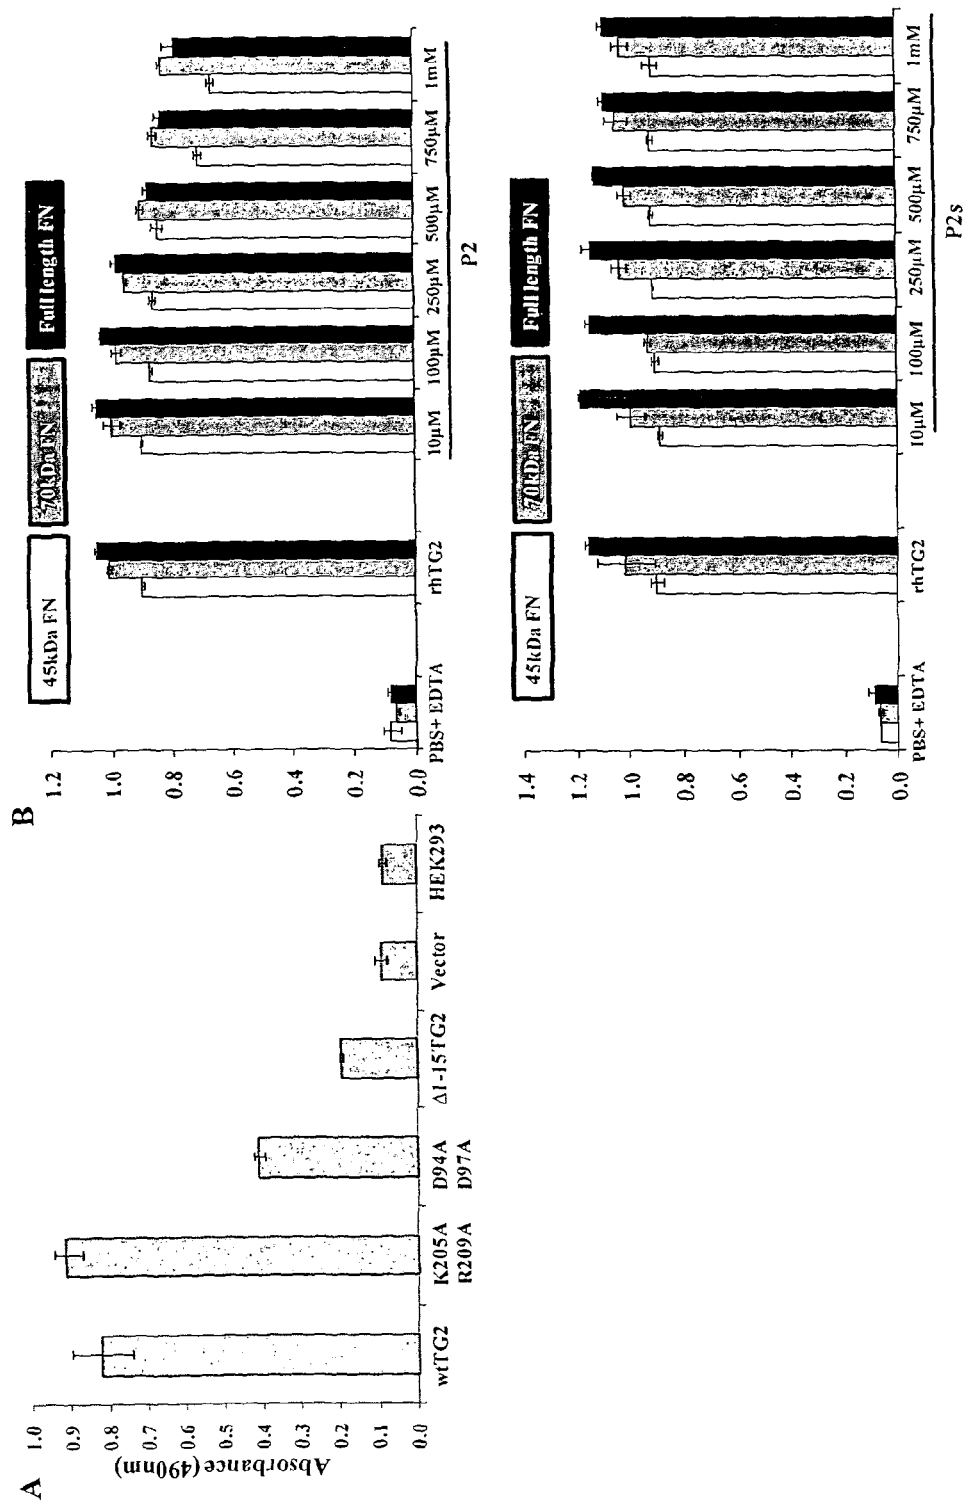 A
Absorbance (490nm)
1.0
0.9
0.8
0.7
0.6
0.5
0.4
0.3
0.2
0.1
0.0
wtTG2
K205A
R209A
D94A
D97A
Δ1-15TG2
Vector
HEK293
B
45kDa FN
70kDa FN
Full length FN
1.2
1.0
0.8
0.6
0.4
0.2
0.0
PBS+ EDTA
rhTG2
10µM
100µM
250µM
500µM
750µM
1mM
P2
45kDa FN
70kDa FN
Full length FN
1.4
1.2
1.0
0.8
0.6
0.4
0.2
0.0
PBS+ EDTA
rhTG2
10µM
100µM
250µM
500µM
750µM
1mM
P2s